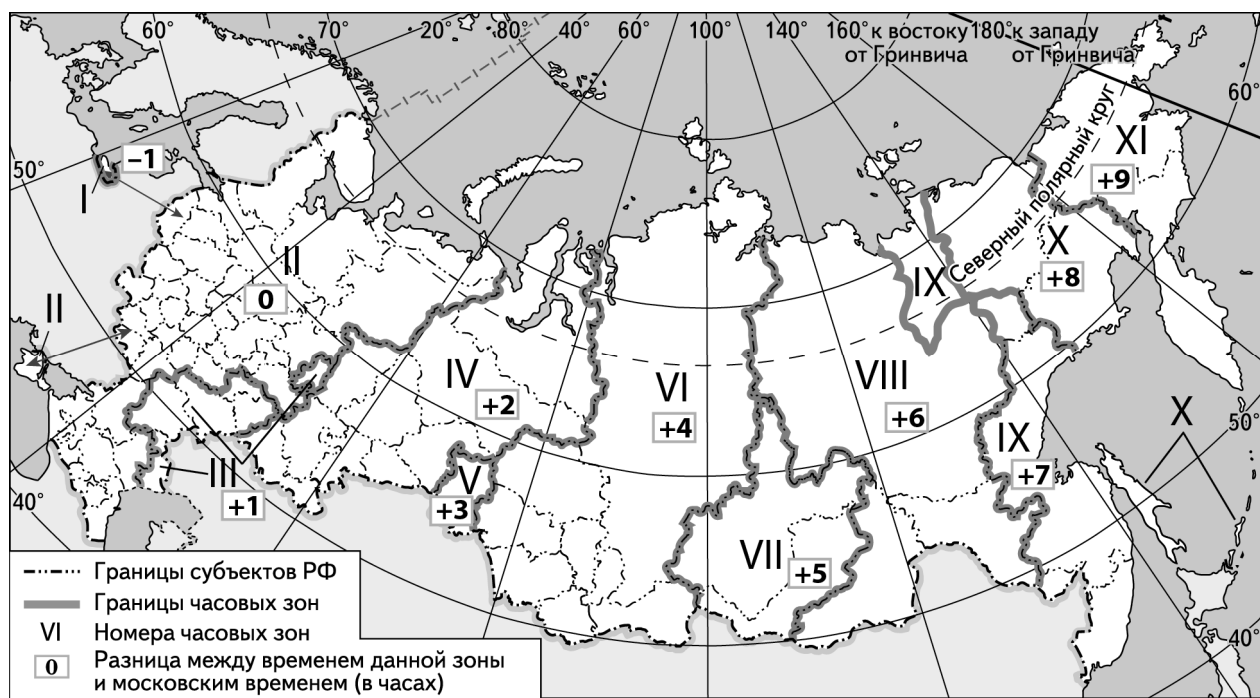 60° 70° 20° 80° 40° 60° 100° 140° 160° к востоку 180° к западу
от Гринвича от Гринвича
60°
50°
–1
I
XI
+9
Северный полярный круг
II
0
X
+8
IX
II
IV
+2
VI
+4
VIII
+6
X
50°
IX
+7
III
+1
V
+3
40°
VII
+5
40°
Границы субъектов РФ
Границы часовых зон
VI Номера часовых зон
0 Разница между временем данной зоны
и московским временем (в часах)